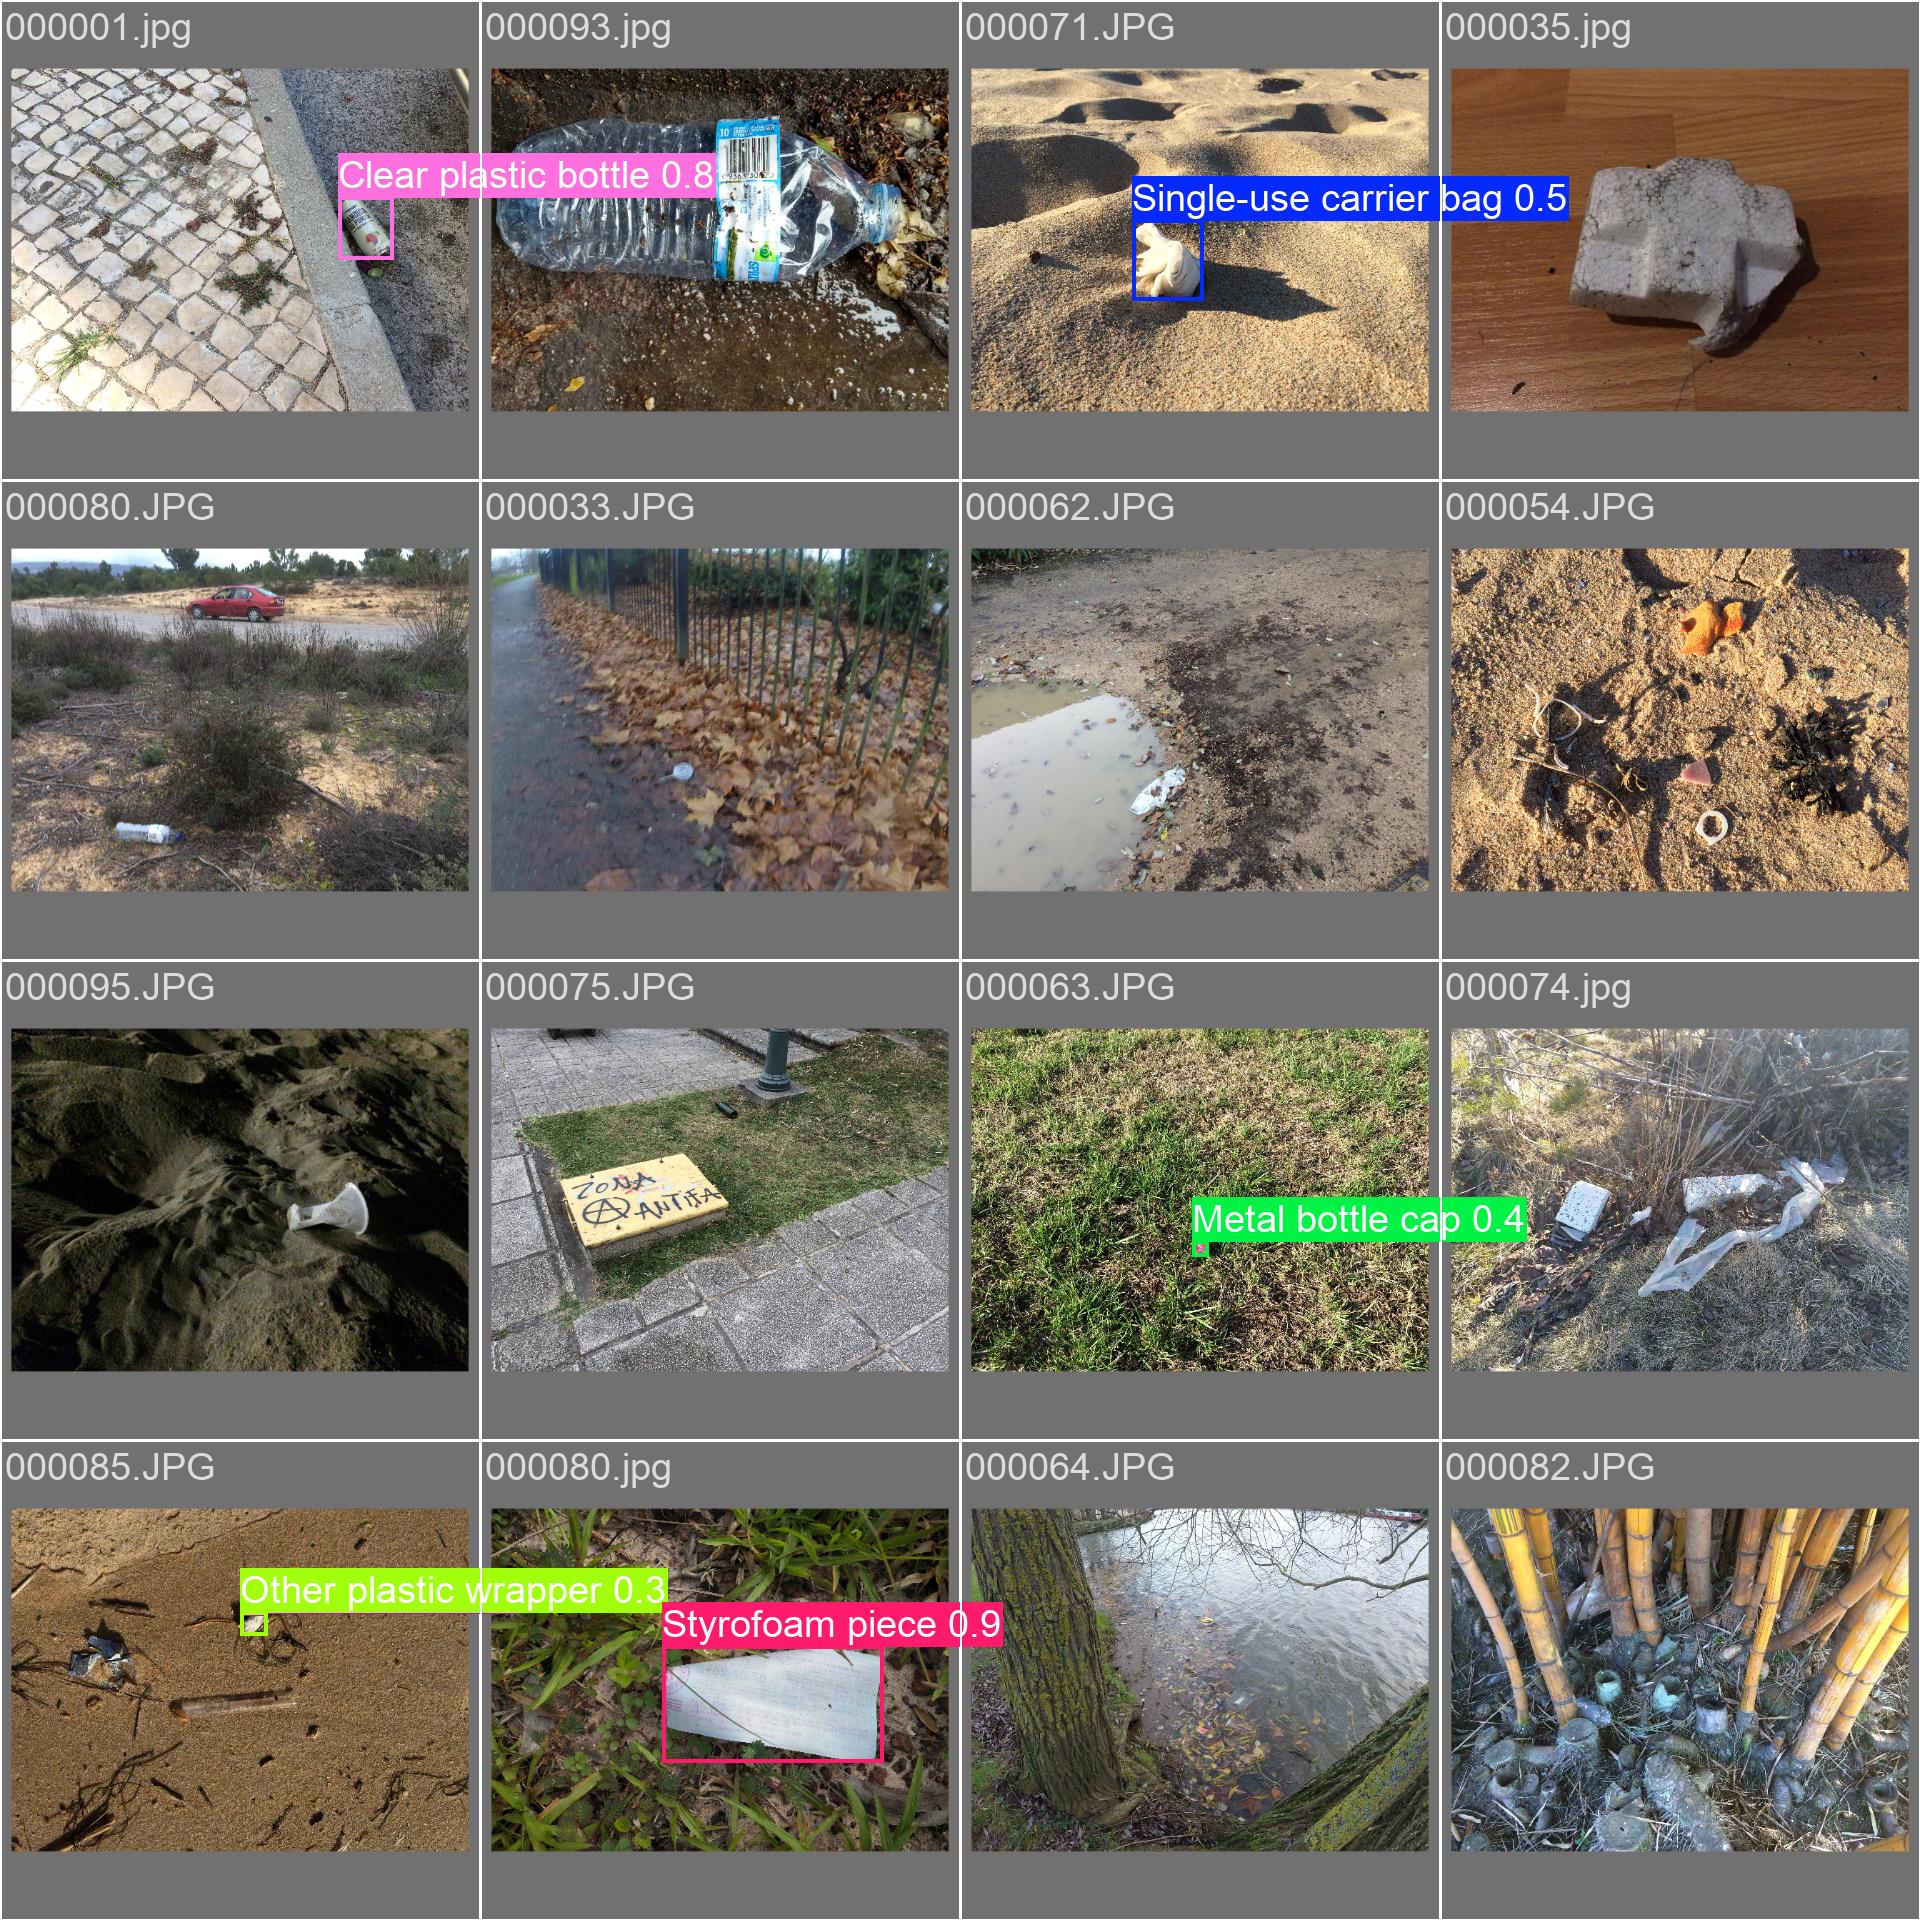 000001.jpg
000093.jpg
000071.JPG
000035.jpg
Clear plastic bottle 0.8
10
Single-use carrier bag 0.5
000080.JPG
000033.JPG
000062.JPG
000054.JPG
000095.JPG
000075.JPG
000063.JPG
000074.jpg
ZONA
ANTIFA
Metal bottle cap 0.4
000085.JPG
000080.jpg
000064.JPG
000082.JPG
Other plastic wrapper 0.3
Styrofoam piece 0.9